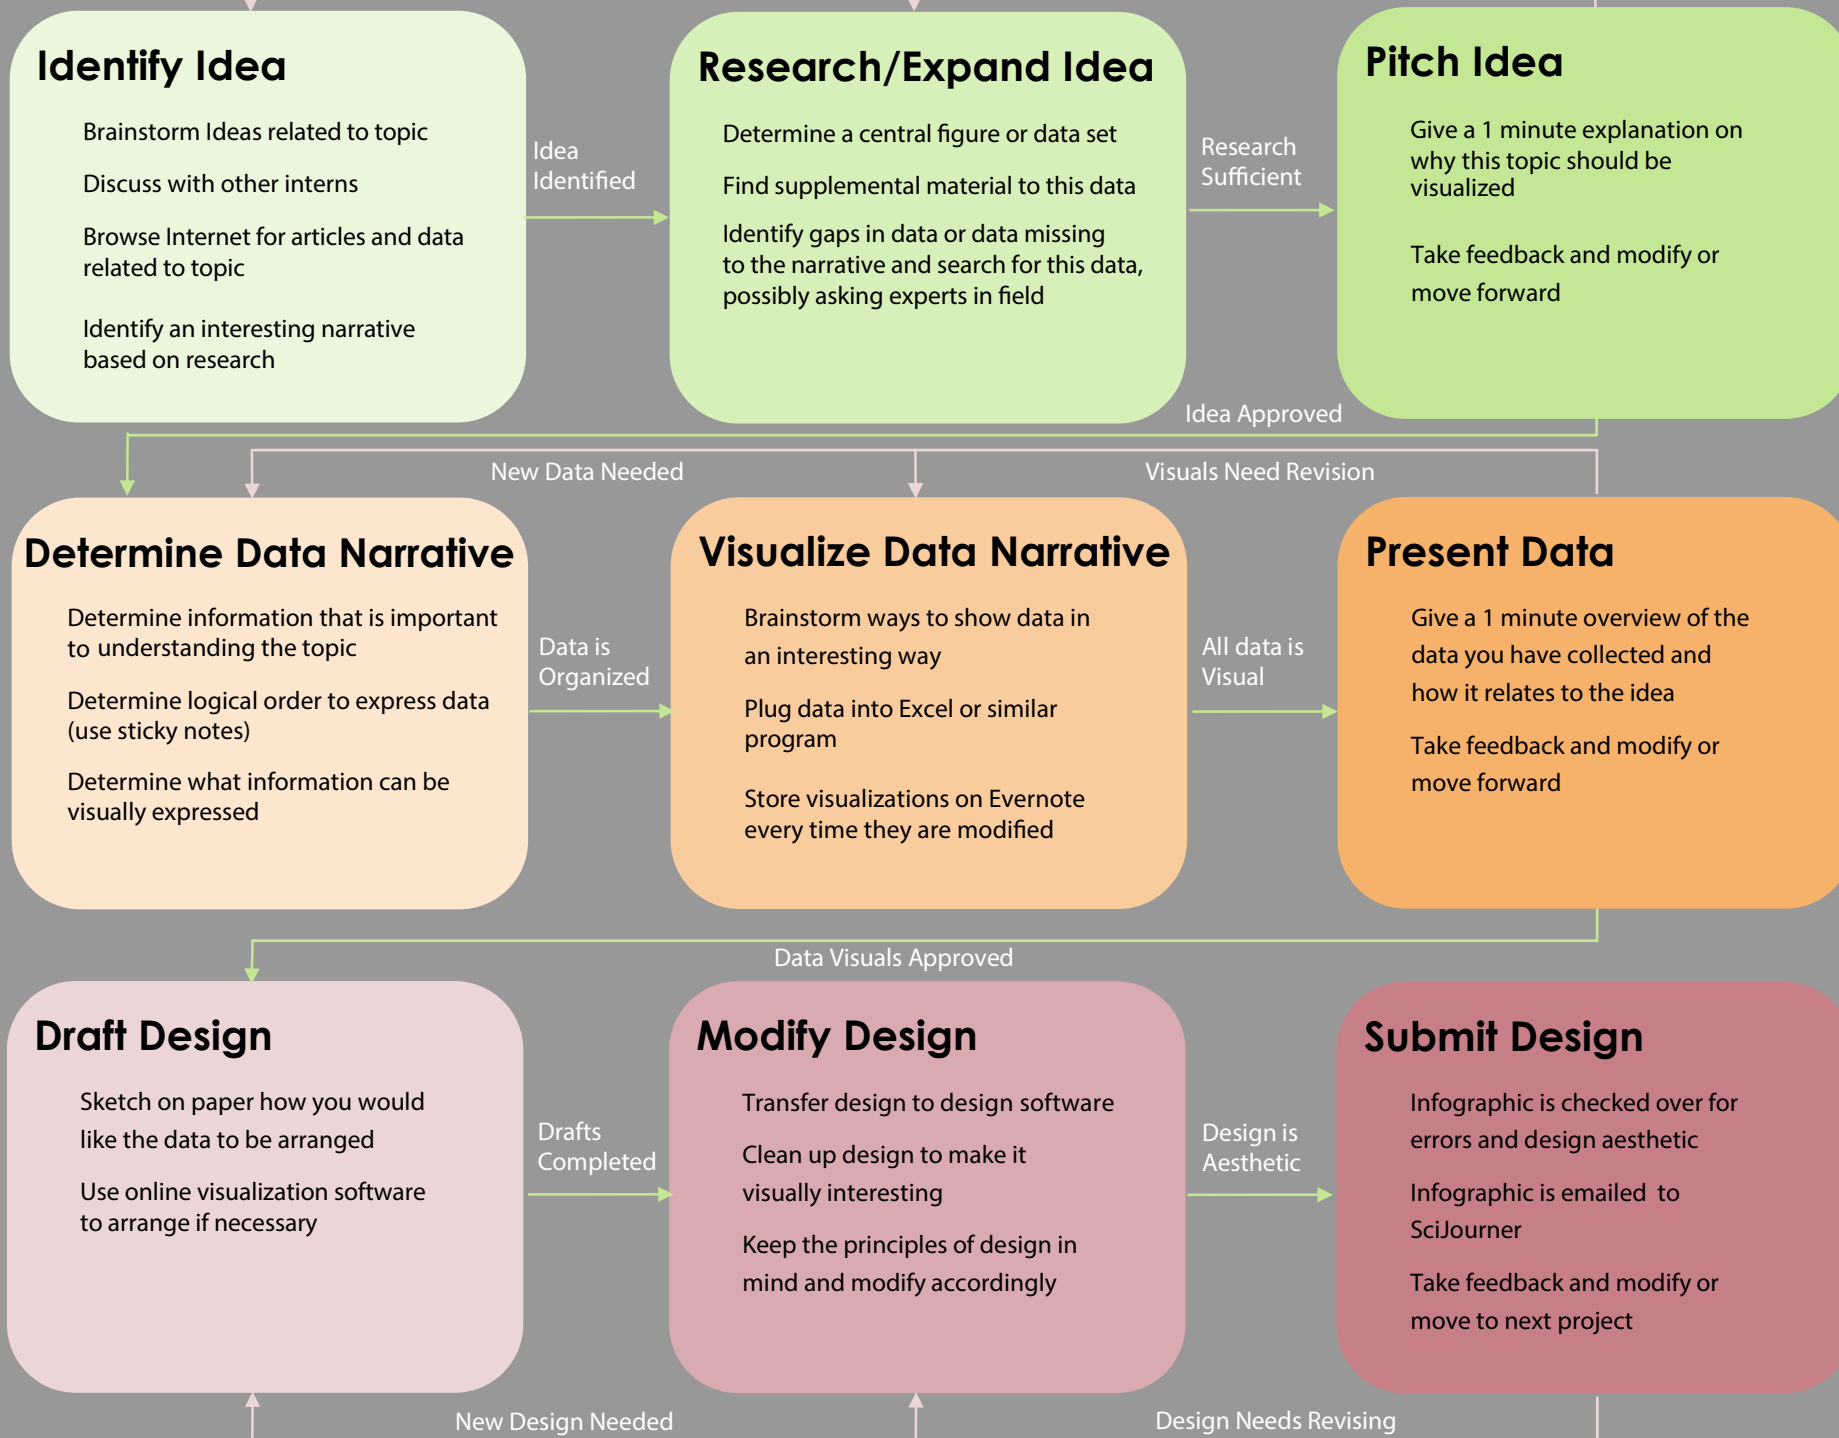 Identify Idea
Brainstorm Ideas related to topic
Discuss with other interns
Browse Internet for articles and data
related to topic
Identify an interesting narrative
based on research
Idea
Identified
Research/Expand Idea
Determine a central figure or data set
Find supplemental material to this data
Identify gaps in data or data missing
to the narrative and search for this data,
possibly asking experts in field
Research
Sufficient
Pitch Idea
Give a 1 minute explanation on
why this topic should be
visualized
Take feedback and modify or
move forward
Idea Approved
New Data Needed
Visuals Need Revision
Determine Data Narrative
Determine information that is important
to understanding the topic
Determine logical order to express data
(use sticky notes)
Determine what information can be
visually expressed
Data is
Organized
Visualize Data Narrative
Brainstorm ways to show data in
an interesting way
Plug data into Excel or similar
program
Store visualizations on Evernote
every time they are modified
All data is
Visual
Present Data
Give a 1 minute overview of the
data you have collected and
how it relates to the idea
Take feedback and modify or
move forward
Data Visuals Approved
Draft Design
Sketch on paper how you would
like the data to be arranged
Use online visualization software
to arrange if necessary
Drafts
Completed
Modify Design
Transfer design to design software
Clean up design to make it
visually interesting
Keep the principles of design in
mind and modify accordingly
Design is
Aesthetic
Submit Design
Infographic is checked over for
errors and design aesthetic
Infographic is emailed to
SciJourner
Take feedback and modify or
move to next project
New Design Needed
Design Needs Revising